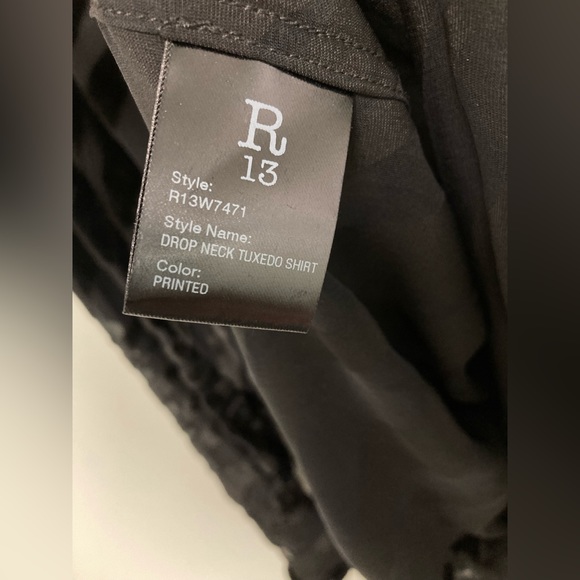 R
13
Style:
R13W7471
Style Name:
DROP NECK TUXEDO SHIRT
Color:
PRINTED